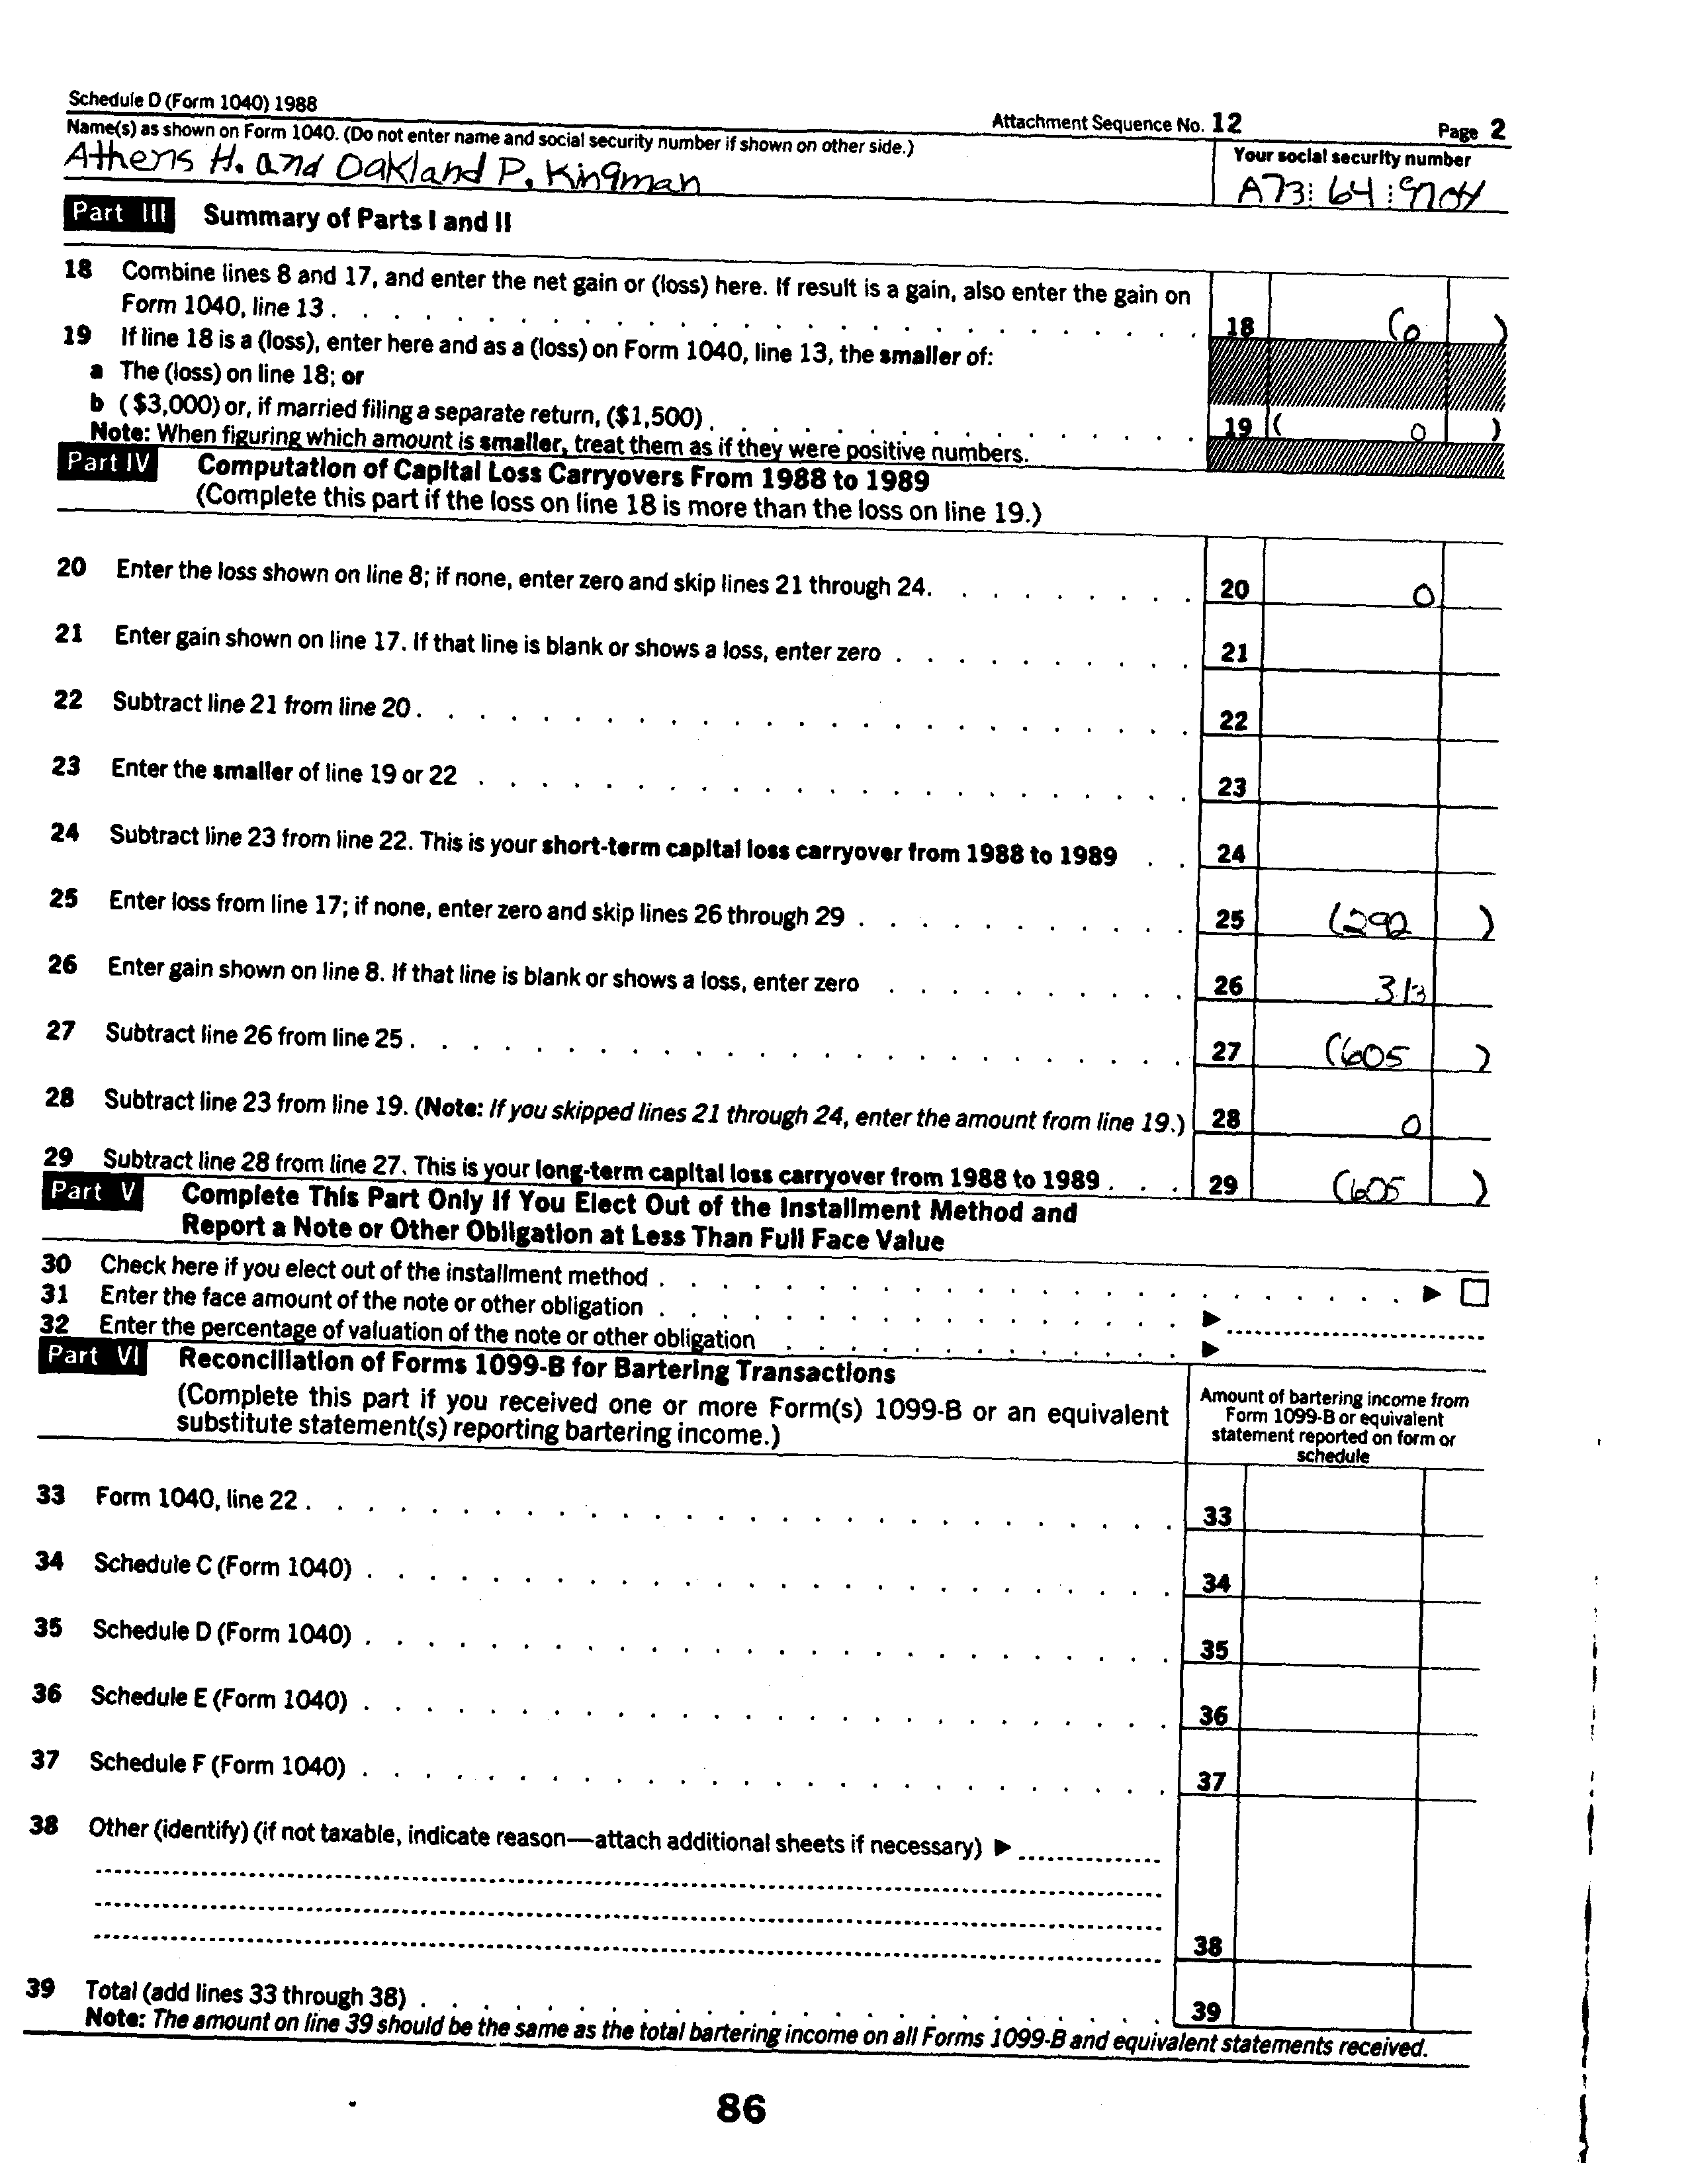 Schedule D (Form 1040) 1988 Attachment Sequence No. 12 Page 2
Name(s) as shown on Form 1040. (Do not enter name and social security number if shown on other side.) Your social security number
Athens H. and Oakland P. Kingman A73:64:9704
Part III Summary of Parts I and II
18 Combine lines 8 and 17, and enter the net gain or (loss) here. If result is a gain, also enter the gain on
Form 1040, line 13 . . . 18 (0 )
19 If line 18 is a (loss), enter here and as a (loss) on Form 1040, line 13, the smaller of:
a The (loss) on line 18; or
b ($3,000) or, if married filing a separate return, ($1,500) . . . 19 ( 0 )
Note: When figuring which amount is smaller, treat them as if they were positive numbers.
Part IV Computation of Capital Loss Carryovers From 1988 to 1989
(Complete this part if the loss on line 18 is more than the loss on line 19.)
20 Enter the loss shown on line 8; if none, enter zero and skip lines 21 through 24. . . . 20 0
21 Enter gain shown on line 17. If that line is blank or shows a loss, enter zero . . . 21
22 Subtract line 21 from line 20 . . . 22
23 Enter the smaller of line 19 or 22 . . . 23
24 Subtract line 23 from line 22. This is your short-term capital loss carryover from 1988 to 1989 . . 24
25 Enter loss from line 17; if none, enter zero and skip lines 26 through 29 . . . 25 (292 )
26 Enter gain shown on line 8. If that line is blank or shows a loss, enter zero . . . 26 313
27 Subtract line 26 from line 25 . . . 27 (605 )
28 Subtract line 23 from line 19. (Note: If you skipped lines 21 through 24, enter the amount from line 19.) 28 0
29 Subtract line 28 from line 27. This is your long-term capital loss carryover from 1988 to 1989 . . . 29 (605 )
Part V Complete This Part Only If You Elect Out of the Installment Method and
Report a Note or Other Obligation at Less Than Full Face Value
30 Check here if you elect out of the installment method . . . ▶ ☐
31 Enter the face amount of the note or other obligation . . . ▶
32 Enter the percentage of valuation of the note or other obligation . . . ▶
Part VI Reconciliation of Forms 1099-B for Bartering Transactions
(Complete this part if you received one or more Form(s) 1099-B or an equivalent
substitute statement(s) reporting bartering income.)
Amount of bartering income from
Form 1099-B or equivalent
statement reported on form or
schedule
33 Form 1040, line 22 . . . 33
34 Schedule C (Form 1040) . . . 34
35 Schedule D (Form 1040) . . . 35
36 Schedule E (Form 1040) . . . 36
37 Schedule F (Form 1040) . . . 37
38 Other (identify) (if not taxable, indicate reason—attach additional sheets if necessary) ▶
38
39 Total (add lines 33 through 38) . . . 39
Note: The amount on line 39 should be the same as the total bartering income on all Forms 1099-B and equivalent statements received.
86